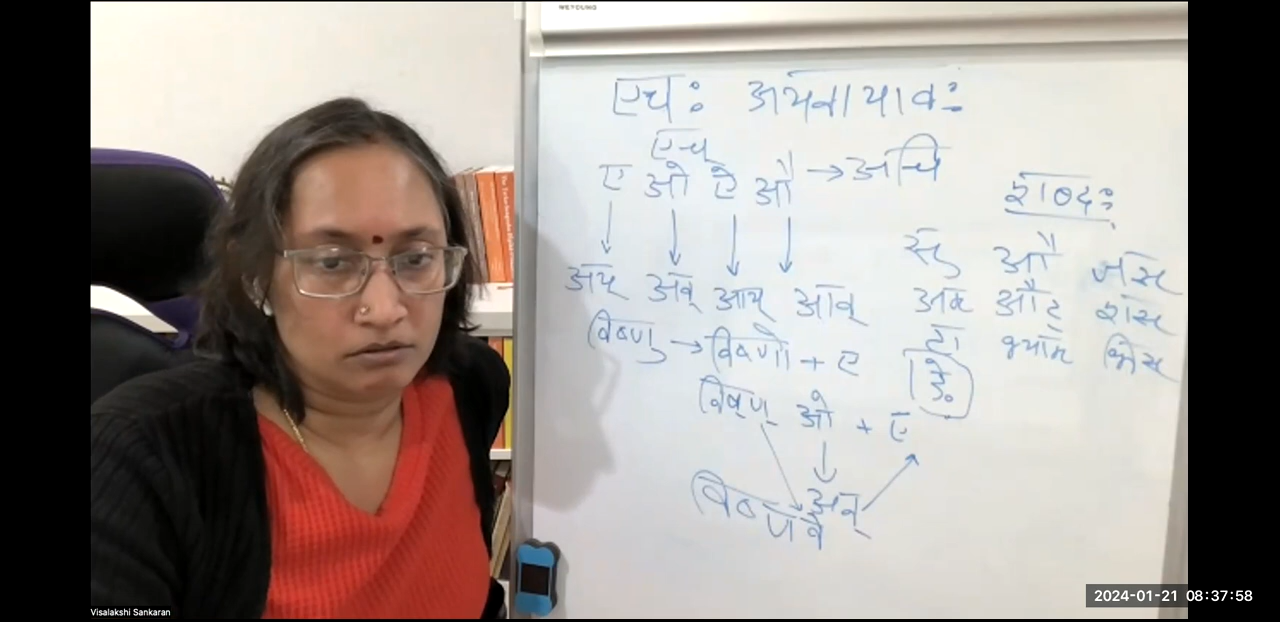 WEYOUNG
एचः अयवायावः
एच्
ए ओ ऐ औ → अचि
अय् अव् आय् आव्
विष्णु → विष्णो + ए
विष्ण् ओ + ए
अव्
विष्णवे
शब्दः
सु औ जस्
अम् औट् शस्
टा भ्याम् भिस्
ङे
Visalakshi Sankaran
2024-01-21 08:37:58